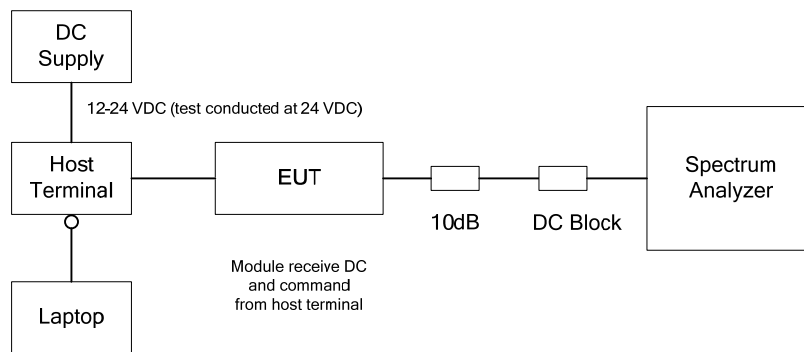 DC
Supply
12-24 VDC (test conducted at 24 VDC)
Host
Terminal
EUT
10dB
DC Block
Spectrum
Analyzer
Module receive DC
and command
from host terminal
Laptop